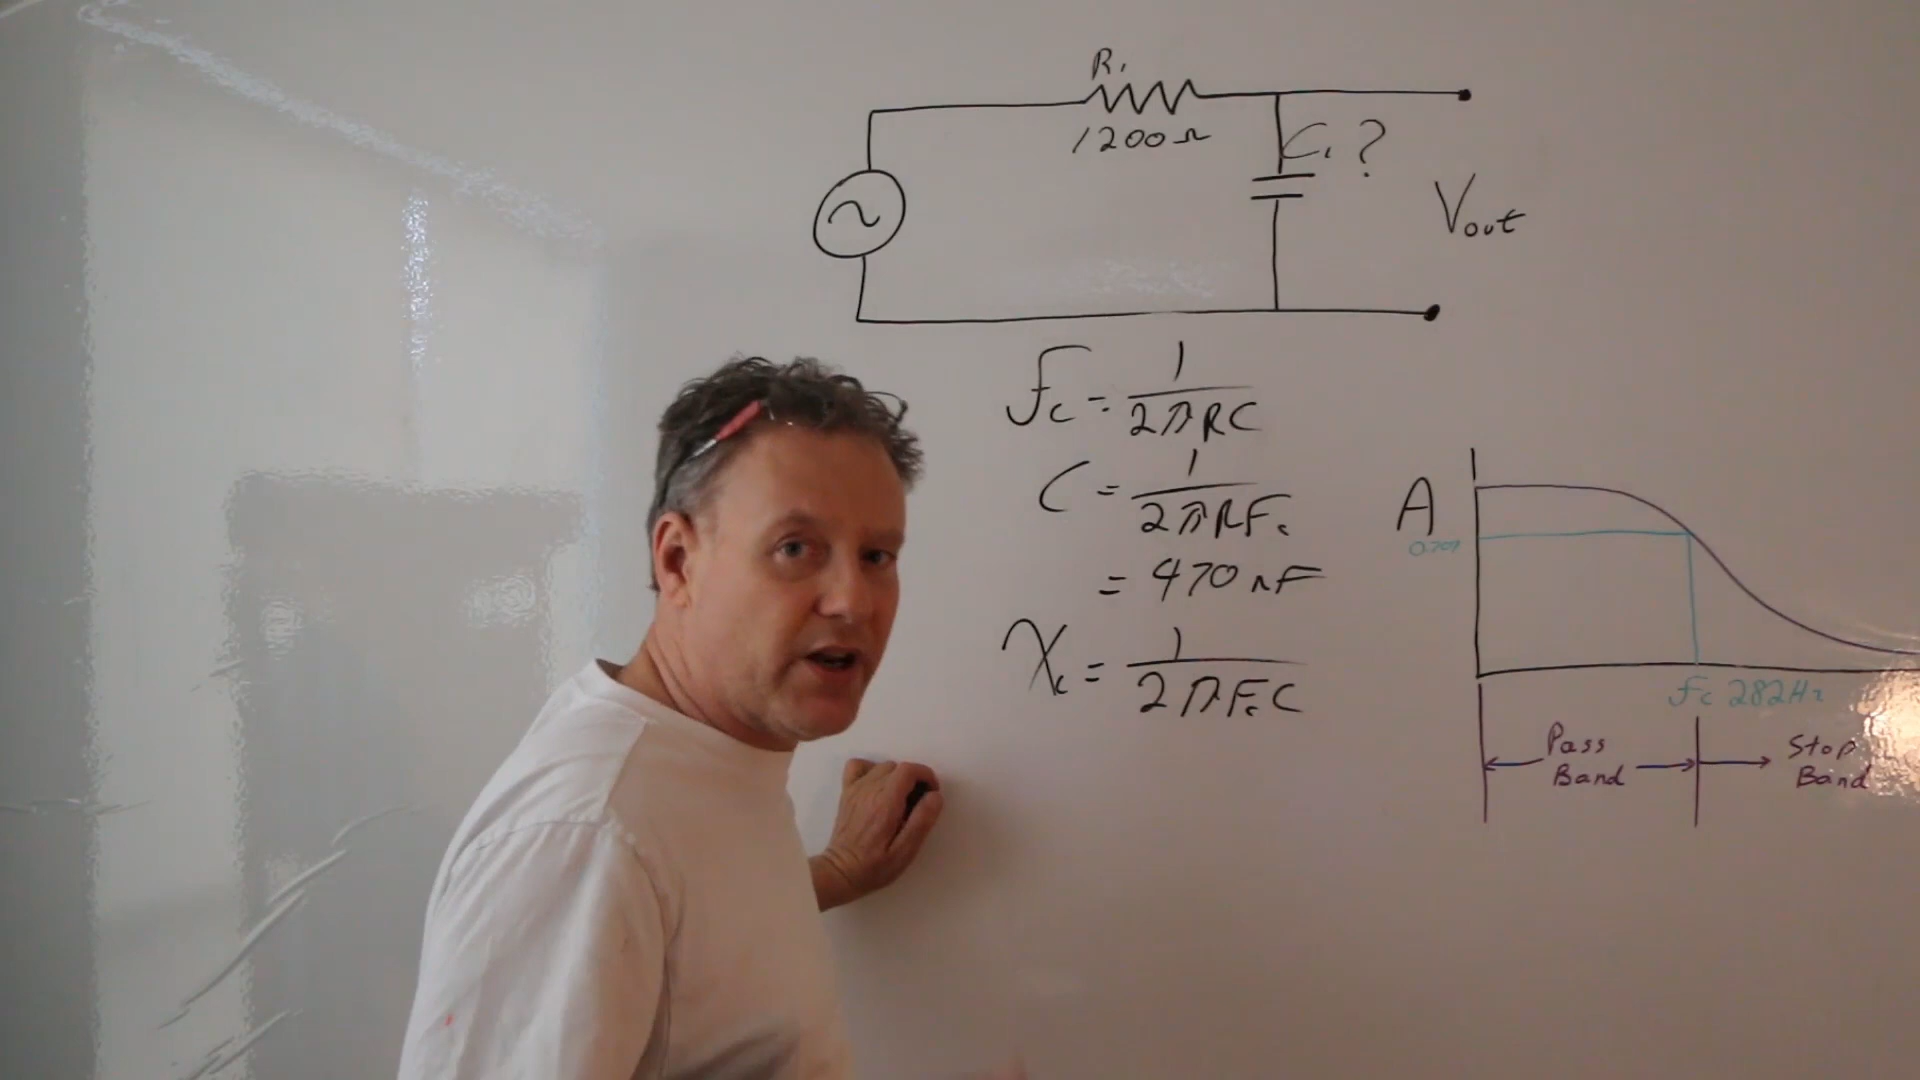 R₁
1200Ω
C₁ ?
Vout
fc = 1/2πRC
C = 1/2πRFc
= 470 nF
Xc = 1/2πFcC
A
0.707
fc 282Hz
Pass Band
Stop Band